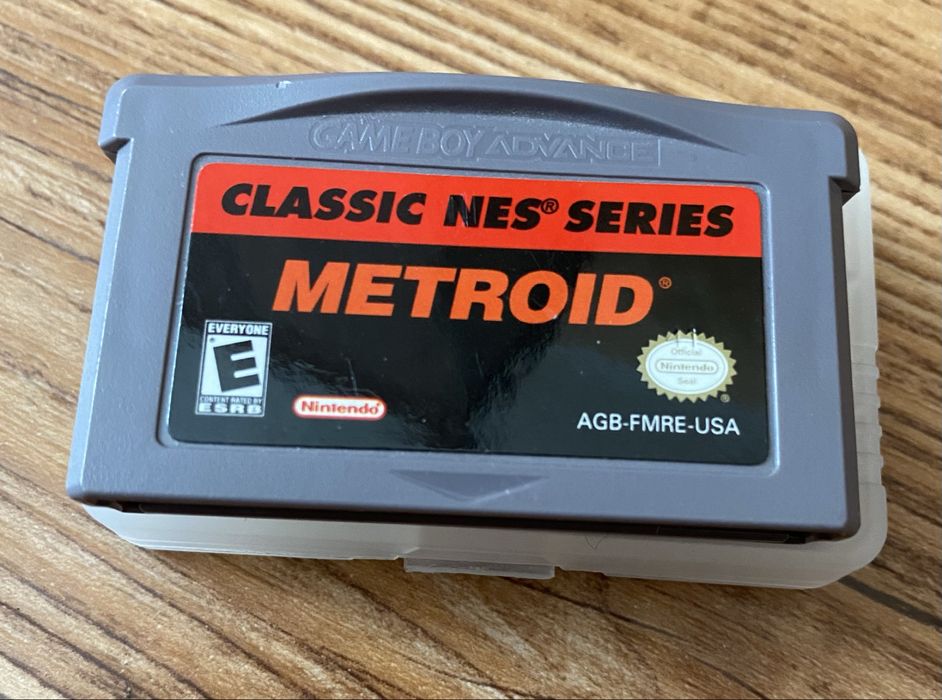 GAME BOY ADVANCE
CLASSIC NES® SERIES
METROID®
EVERYONE
E
CONTENT RATED BY
ESRB
Nintendo®
Official
Nintendo
Seal
®
AGB-FMRE-USA